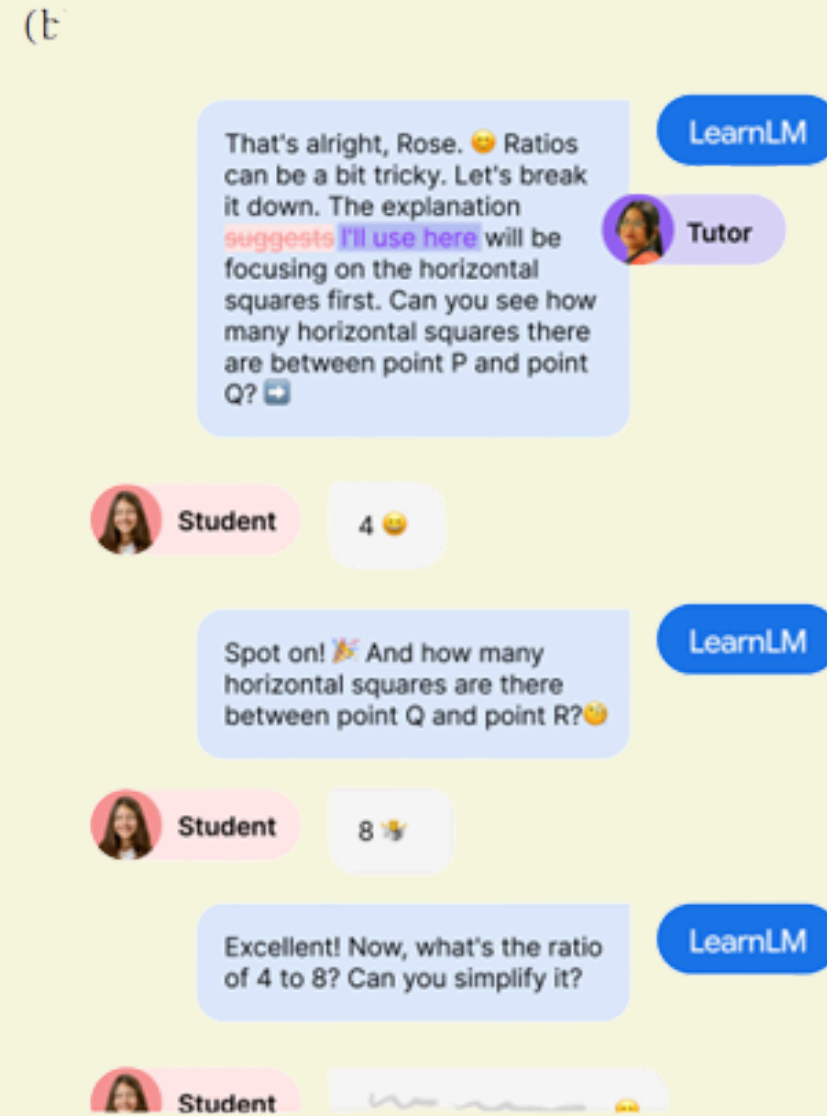 (b
LearnLM
That's alright, Rose. 😊 Ratios
can be a bit tricky. Let's break
it down. The explanation
suggests I'll use here will be
focusing on the horizontal
squares first. Can you see how
many horizontal squares there
are between point P and point
Q? ➡️
Tutor
Student
4 😀
LearnLM
Spot on! 🎉 And how many
horizontal squares are there
between point Q and point R?🧐
Student
8
LearnLM
Excellent! Now, what's the ratio
of 4 to 8? Can you simplify it?
Student